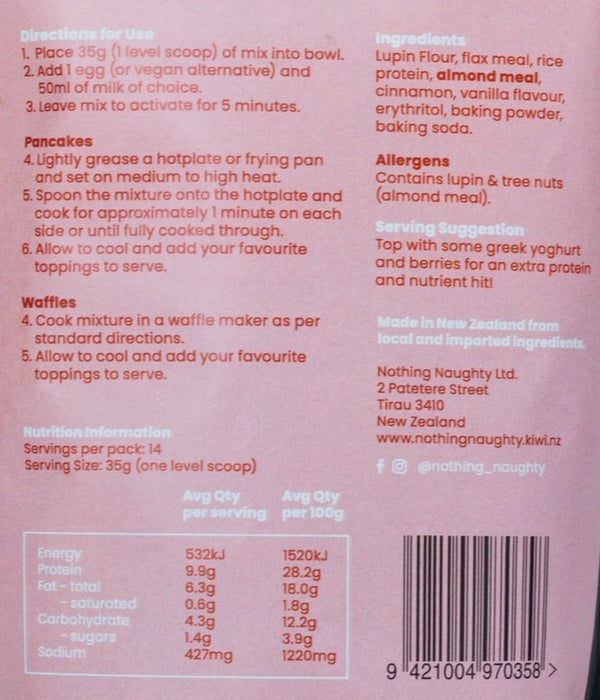 Directions for Use
1. Place 35g (1 level scoop) of mix into bowl.
2. Add 1 egg (or vegan alternative) and
50ml of milk of choice.
3. Leave mix to activate for 5 minutes.
Pancakes
4. Lightly grease a hotplate or frying pan
and set on medium to high heat.
5. Spoon the mixture onto the hotplate and
cook for approximately 1 minute on each
side or until fully cooked through.
6. Allow to cool and add your favourite
toppings to serve.
Waffles
4. Cook mixture in a waffle maker as per
standard directions.
5. Allow to cool and add your favourite
toppings to serve.
Nutrition Information
Servings per pack: 14
Serving Size: 35g (one level scoop)
Avg Qty Avg Qty
per serving per 100g
Energy 532kJ 1520kJ
Protein 9.9g 28.2g
Fat - total 6.3g 18.0g
- saturated 0.6g 1.8g
Carbohydrate 4.3g 12.2g
- sugars 1.4g 3.9g
Sodium 427mg 1220mg
Ingredients
Lupin Flour, flax meal, rice
protein, almond meal,
cinnamon, vanilla flavour,
erythritol, baking powder,
baking soda.
Allergens
Contains lupin & tree nuts
(almond meal).
Serving Suggestion
Top with some greek yoghurt
and berries for an extra protein
and nutrient hit!
Made in New Zealand from
local and imported ingredients.
Nothing Naughty Ltd.
2 Patetere Street
Tirau 3410
New Zealand
www.nothingnaughty.kiwi.nz
@nothing_naughty
9 421004 970358 >